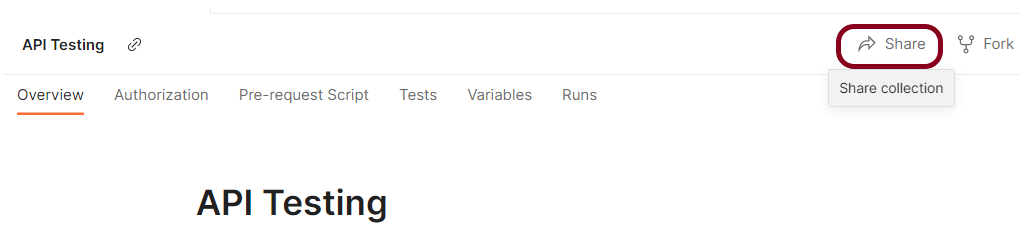 API Testing Share Fork
Share collection
Overview Authorization Pre-request Script Tests Variables Runs
API Testing